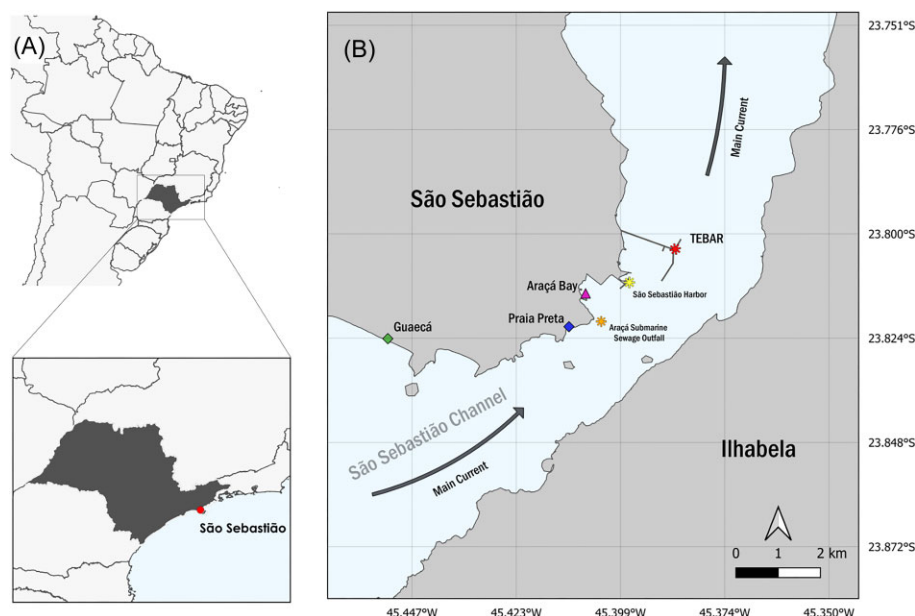 (A)
São Sebastião
(B)
23.751°S
23.776°S
23.800°S
23.824°S
23.848°S
23.872°S
Main Current
São Sebastião
TEBAR
Araçá Bay
São Sebastião Harbor
Praia Preta
Araçá Submarine
Sewage Outfall
Guaecá
São Sebastião Channel
Main Current
Ilhabela
0 1 2 km
45.447°W 45.423°W 45.399°W 45.374°W 45.350°W